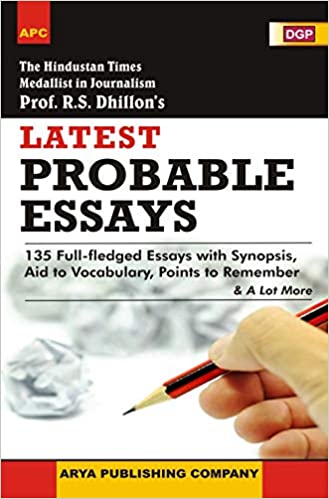 APC
DGP
The Hindustan Times
Medallist in Journalism
Prof. R.S. Dhillon's
LATEST
PROBABLE
ESSAYS
135 Full-fledged Essays with Synopsis,
Aid to Vocabulary, Points to Remember
& A Lot More
ARYA PUBLISHING COMPANY